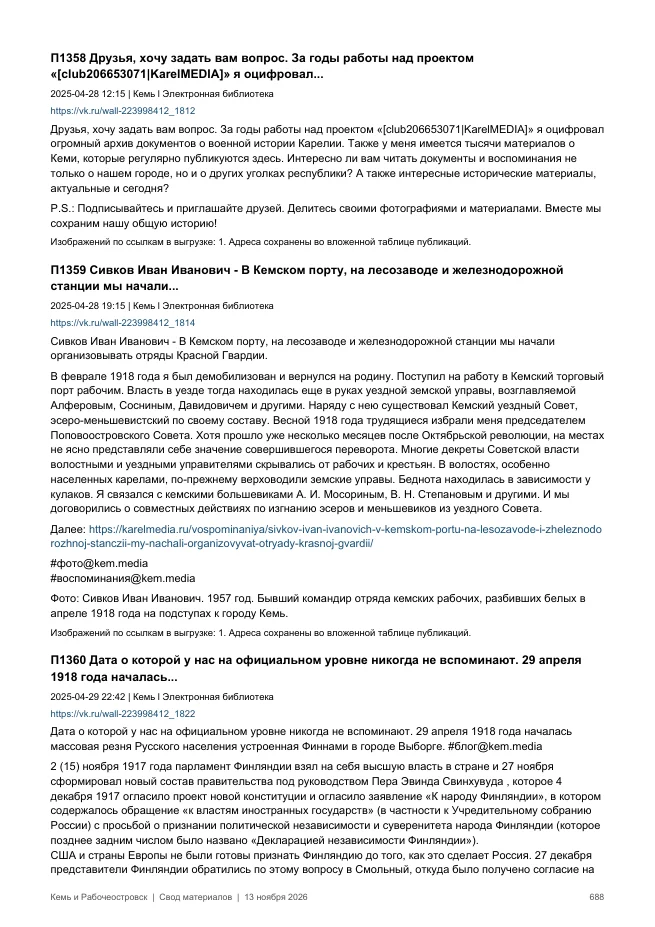 П1358 Друзья, хочу задать вам вопрос. За годы работы над проектом
«[club206653071|KarelMEDIA]» я оцифровал...
2025-04-28 12:15 | Кемь I Электронная библиотека
https://vk.ru/wall-223998412_1812
Друзья, хочу задать вам вопрос. За годы работы над проектом «[club206653071|KarelMEDIA]» я оцифровал
огромный архив документов о военной истории Карелии. Также у меня имеется тысячи материалов о
Кеми, которые регулярно публикуются здесь. Интересно ли вам читать документы и воспоминания не
только о нашем городе, но и о других уголках республики? А также интересные исторические материалы,
актуальные и сегодня?
P.S.: Подписывайтесь и приглашайте друзей. Делитесь своими фотографиями и материалами. Вместе мы
сохраним нашу общую историю!
Изображений по ссылкам в выгрузке: 1. Адреса сохранены во вложенной таблице публикаций.
П1359 Сивков Иван Иванович - В Кемском порту, на лесозаводе и железнодорожной
станции мы начали...
2025-04-28 19:15 | Кемь I Электронная библиотека
https://vk.ru/wall-223998412_1814
Сивков Иван Иванович - В Кемском порту, на лесозаводе и железнодорожной станции мы начали
организовывать отряды Красной Гвардии.
В феврале 1918 года я был демобилизован и вернулся на родину. Поступил на работу в Кемский торговый
порт рабочим. Власть в уезде тогда находилась еще в руках уездной земской управы, возглавляемой
Алферовым, Сосниным, Давидовичем и другими. Наряду с нею существовал Кемский уездный Совет,
эсеро-меньшевистский по своему составу. Весной 1918 года трудящиеся избрали меня председателем
Поповоостровского Совета. Хотя прошло уже несколько месяцев после Октябрьской революции, на местах
не ясно представляли себе значение совершившегося переворота. Многие декреты Советской власти
волостными и уездными управителями скрывались от рабочих и крестьян. В волостях, особенно
населенных карелами, по-прежнему верховодили земские управы. Беднота находилась в зависимости у
кулаков. Я связался с кемскими большевиками А. И. Мосориным, В. Н. Степановым и другими. И мы
договорились о совместных действиях по изгнанию эсеров и меньшевиков из уездного Совета.
Далее: https://karelmedia.ru/vospominaniya/sivkov-ivan-ivanovich-v-kemskom-portu-na-lesozavode-i-zheleznodo
rozhnoj-stanczii-my-nachali-organizovyvat-otryady-krasnoj-gvardii/
#фото@kem.media
#воспоминания@kem.media
Фото: Сивков Иван Иванович. 1957 год. Бывший командир отряда кемских рабочих, разбивших белых в
апреле 1918 года на подступах к городу Кемь.
Изображений по ссылкам в выгрузке: 1. Адреса сохранены во вложенной таблице публикаций.
П1360 Дата о которой у нас на официальном уровне никогда не вспоминают. 29 апреля
1918 года началась...
2025-04-29 22:42 | Кемь I Электронная библиотека
https://vk.ru/wall-223998412_1822
Дата о которой у нас на официальном уровне никогда не вспоминают. 29 апреля 1918 года началась
массовая резня Русского населения устроенная Финнами в городе Выборге. #блог@kem.media
2 (15) ноября 1917 года парламент Финляндии взял на себя высшую власть в стране и 27 ноября
сформировал новый состав правительства под руководством Пера Эвинда Свинхувуда , которое 4
декабря 1917 огласило проект новой конституции и огласило заявление «К народу Финляндии», в котором
содержалось обращение «к властям иностранных государств» (в частности к Учредительному собранию
России) с просьбой о признании политической независимости и суверенитета народа Финляндии (которое
позднее задним числом было названо «Декларацией независимости Финляндии»).
США и страны Европы не были готовы признать Финляндию до того, как это сделает Россия. 27 декабря
представители Финляндии обратились по этому вопросу в Смольный, откуда было получено согласие на
Кемь и Рабочеостровск | Свод материалов | 13 ноября 2026
688